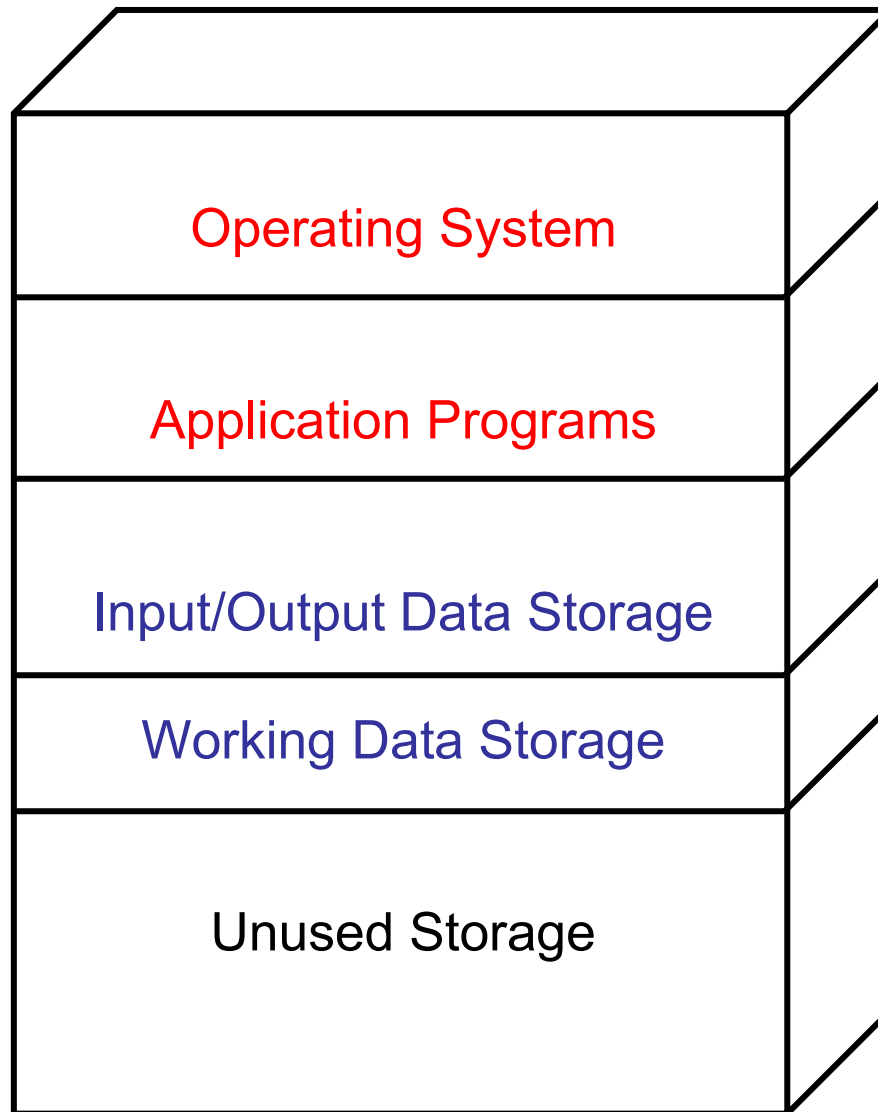 Operating System
Application Programs
Input/Output Data Storage
Working Data Storage
Unused Storage